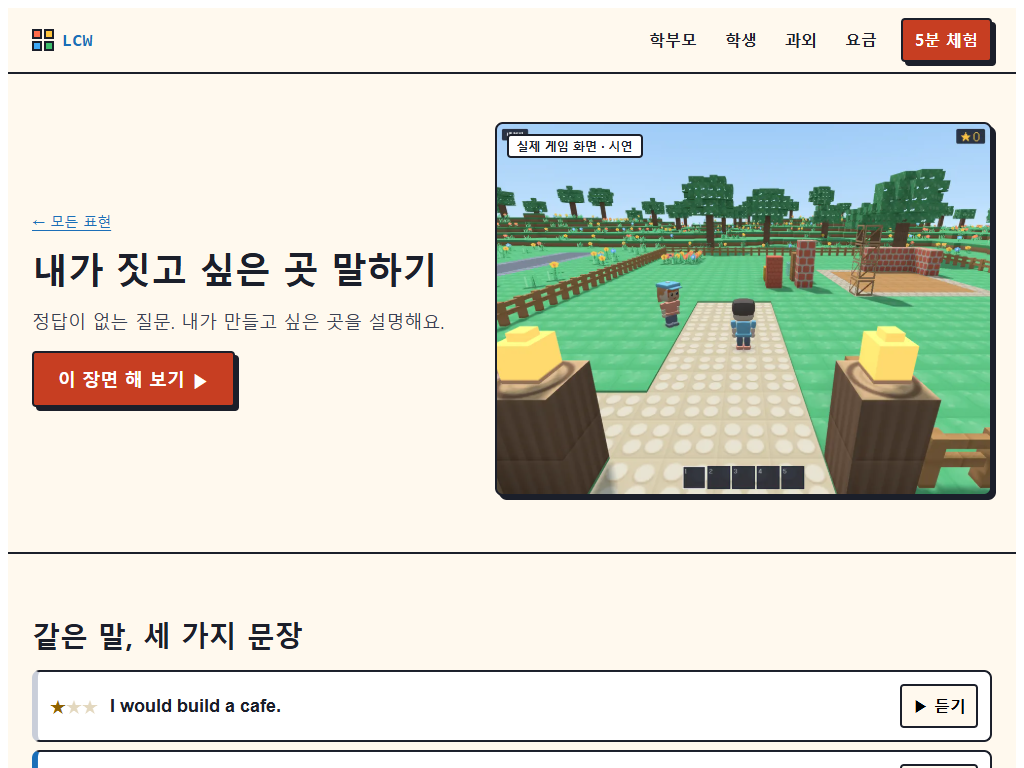 LCW
학부모
학생
과외
요금
5분 체험
← 모든 표현
내가 짓고 싶은 곳 말하기
정답이 없는 질문. 내가 만들고 싶은 곳을 설명해요.
이 장면 해 보기 ▶
실제 게임 화면 · 시연
★0
1
2
3
4
5
같은 말, 세 가지 문장
★★★ I would build a cafe.
▶ 듣기